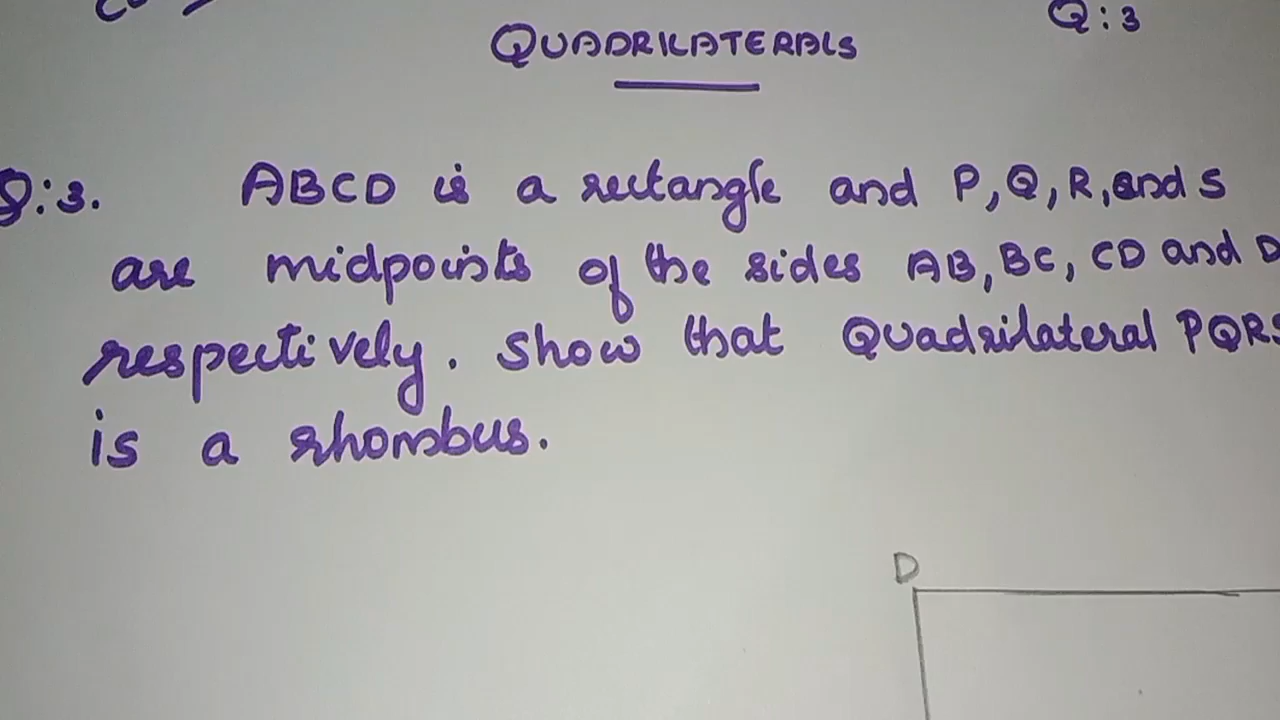 Q:3
QUADRILATERALS
Q:3. ABCD is a rectangle and P, Q, R, and S
are midpoints of the sides AB, BC, CD and D
respectively. Show that Quadrilateral PQRS
is a rhombus.
D